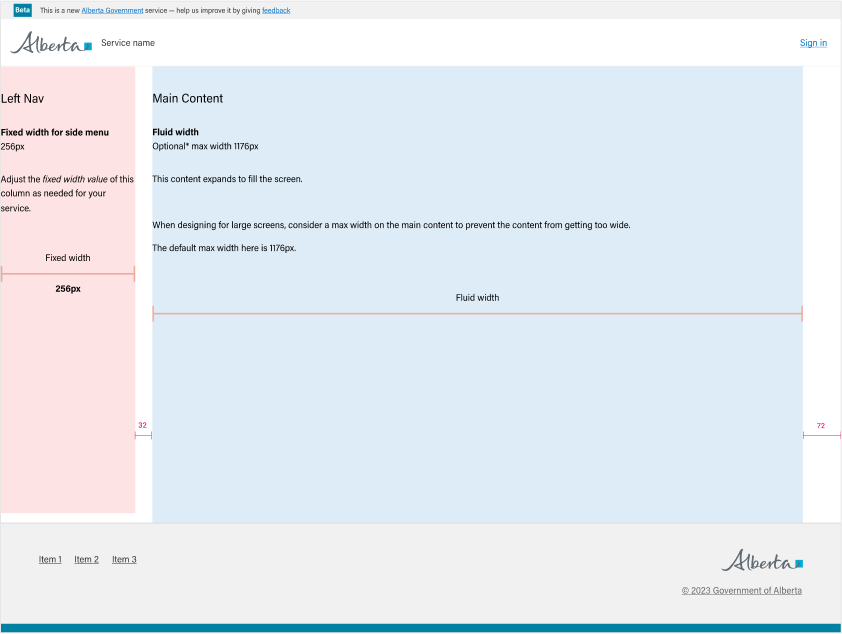 Beta This is a new Alberta Government service — help us improve it by giving feedback
Alberta Service name Sign in
Left Nav
Fixed width for side menu
256px
Adjust the fixed width value of this
column as needed for your
service.
Fixed width
256px
Main Content
Fluid width
Optional* max width 1176px
This content expands to fill the screen.
When designing for large screens, consider a max width on the main content to prevent the content from getting too wide.
The default max width here is 1176px.
Fluid width
32
72
Item 1 Item 2 Item 3
Alberta
© 2023 Government of Alberta